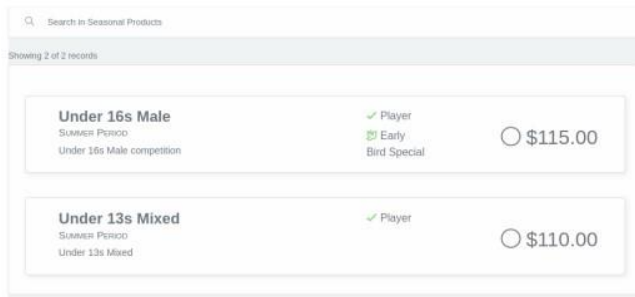 Search in Seasonal Products
Showing 2 of 2 records
Under 16s Male
SUMMER PERIOD
Under 16s Male competition
Player
Early
Bird Special
$115.00
Under 13s Mixed
SUMMER PERIOD
Under 13s Mixed
Player
$110.00